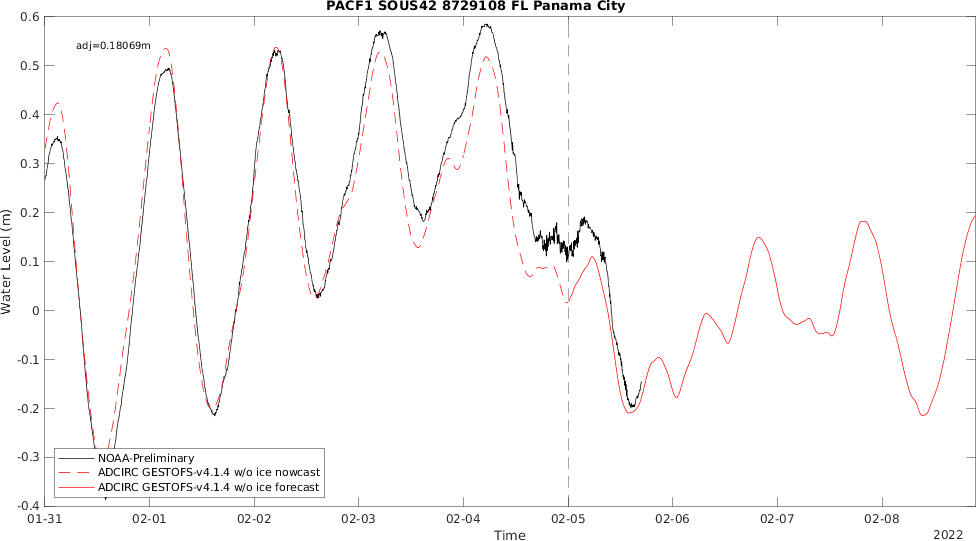 PACF1 SOUS42 8729108 FL Panama City
0.6
adj=0.18069m
0.5
0.4
0.3
0.2
0.1
0
-0.1
-0.2
-0.3
-0.4
Water Level (m)
NOAA-Preliminary
ADCIRC GESTOFS-v4.1.4 w/o ice nowcast
ADCIRC GESTOFS-v4.1.4 w/o ice forecast
01-31 02-01 02-02 02-03 02-04 02-05 02-06 02-07 02-08
Time
2022